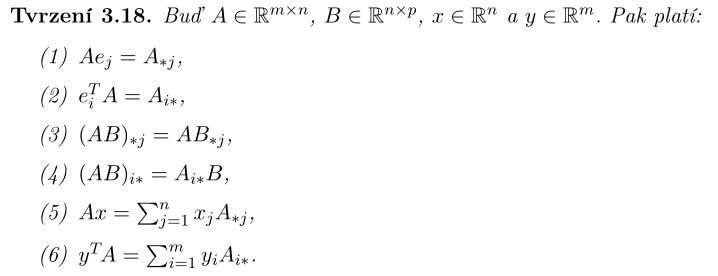 Tvrzení 3.18. Buď A ∈ ℝ^{m×n}, B ∈ ℝ^{n×p}, x ∈ ℝ^n a y ∈ ℝ^m. Pak platí:
(1) Ae_j = A_{∗j},
(2) e_i^T A = A_{i∗},
(3) (AB)_{∗j} = AB_{∗j},
(4) (AB)_{i∗} = A_{i∗}B,
(5) Ax = ∑_{j=1}^n x_j A_{∗j},
(6) y^T A = ∑_{i=1}^m y_i A_{i∗}.